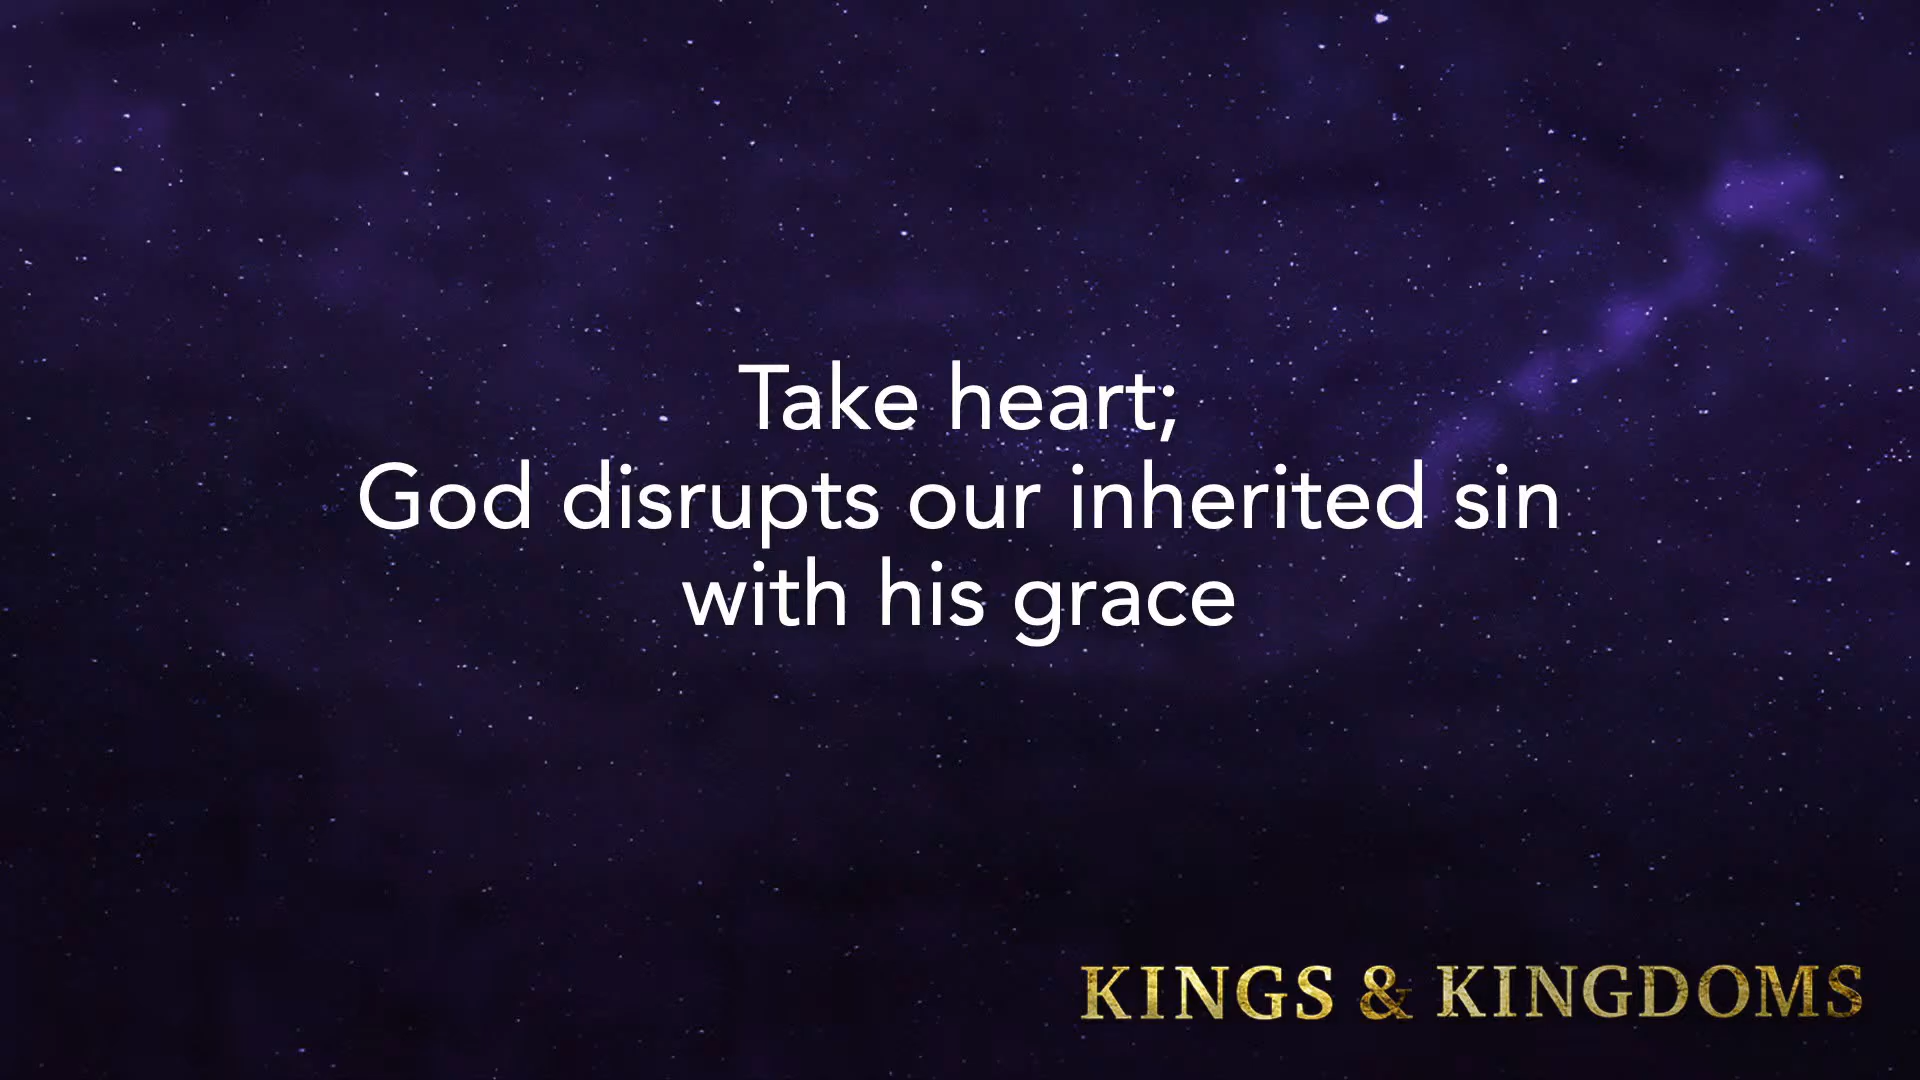 Take heart;
God disrupts our inherited sin
with his grace
KINGS & KINGDOMS